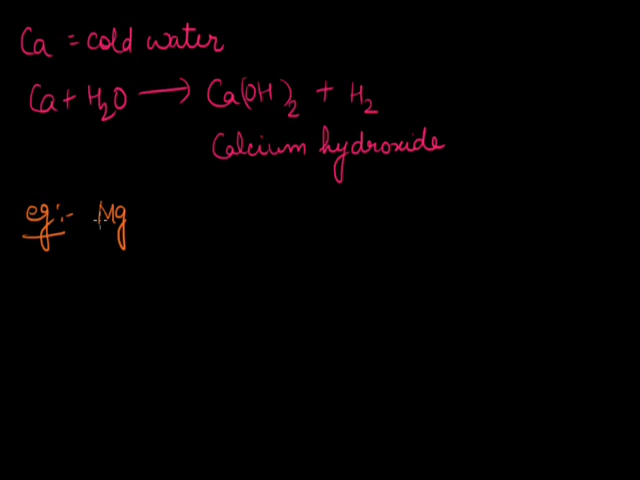 Ca = cold water
Ca + H₂O ⟶ Ca(OH)₂ + H₂
Calcium hydroxide
eg:- Mg